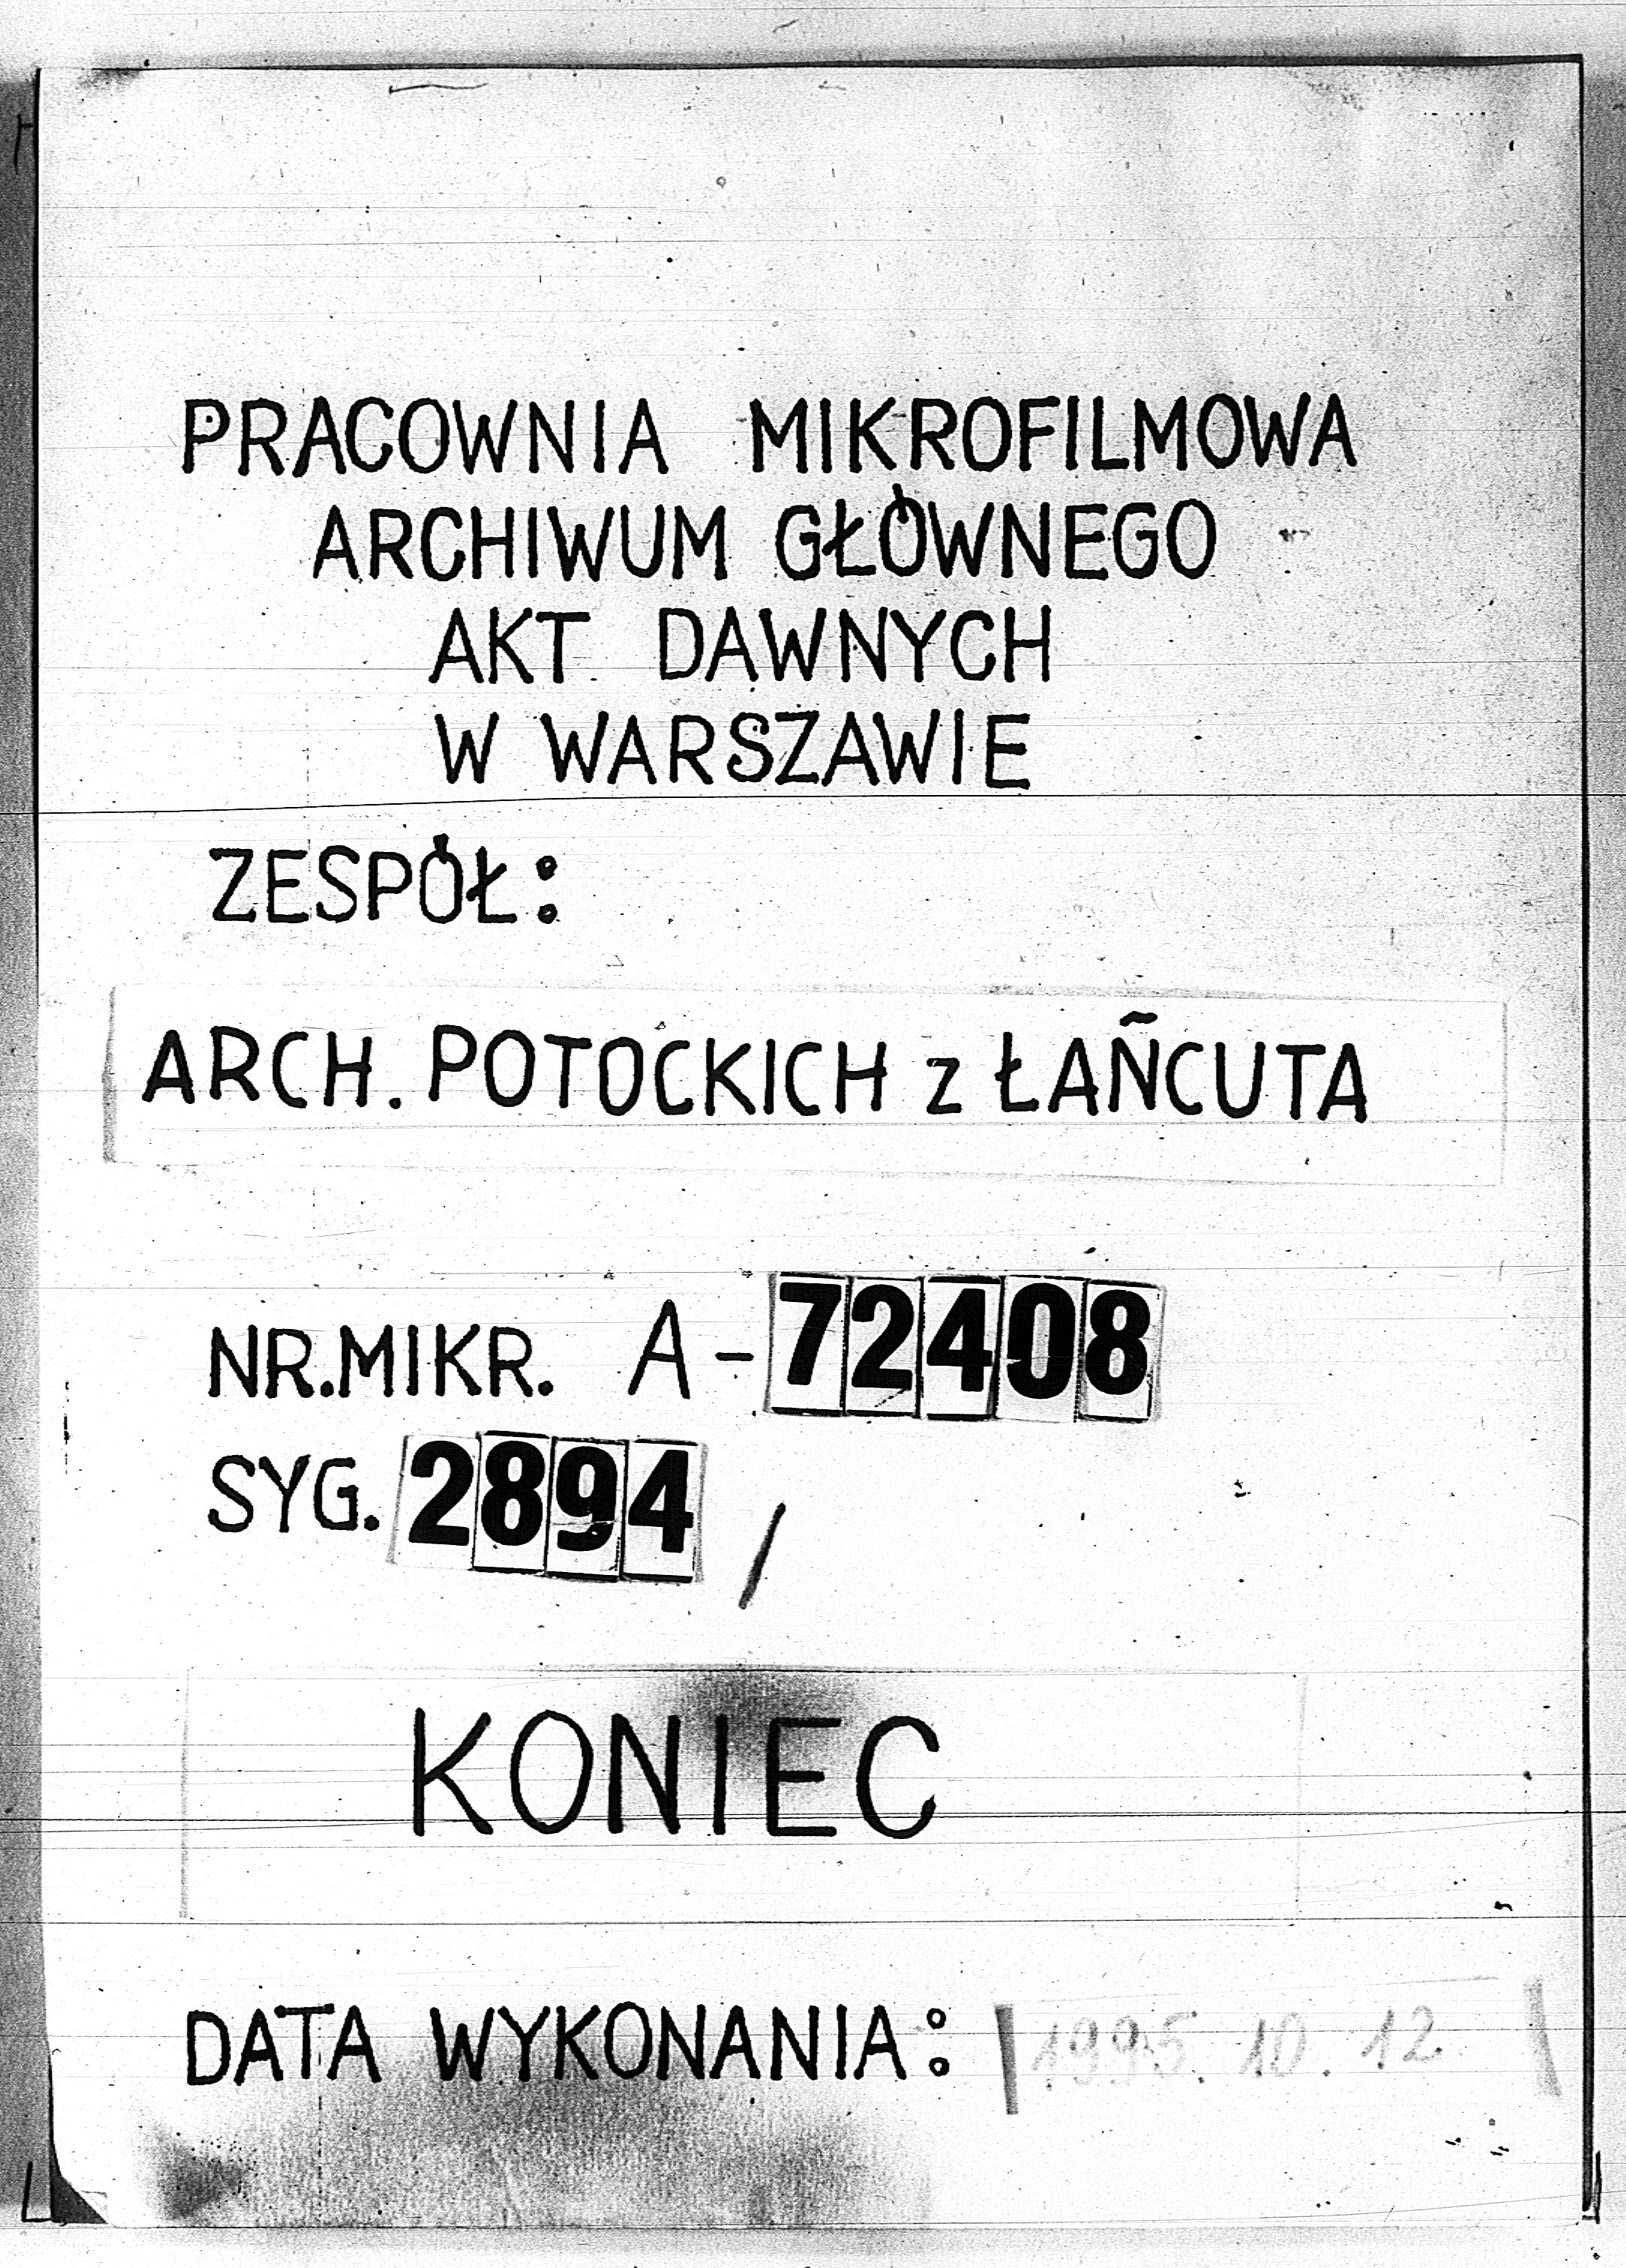 PRACOWNIA MIKROFILMOWA
ARCHIWUM GŁÓWNEGO
AKT DAWNYCH
W WARSZAWIE
ZESPÓŁ:
ARCH. POTOCKICH z ŁAŃCUTA
NR.MIKR. A-72408
SYG. 2894 /
KONIEC
DATA WYKONANIA: 1995. 10. 12